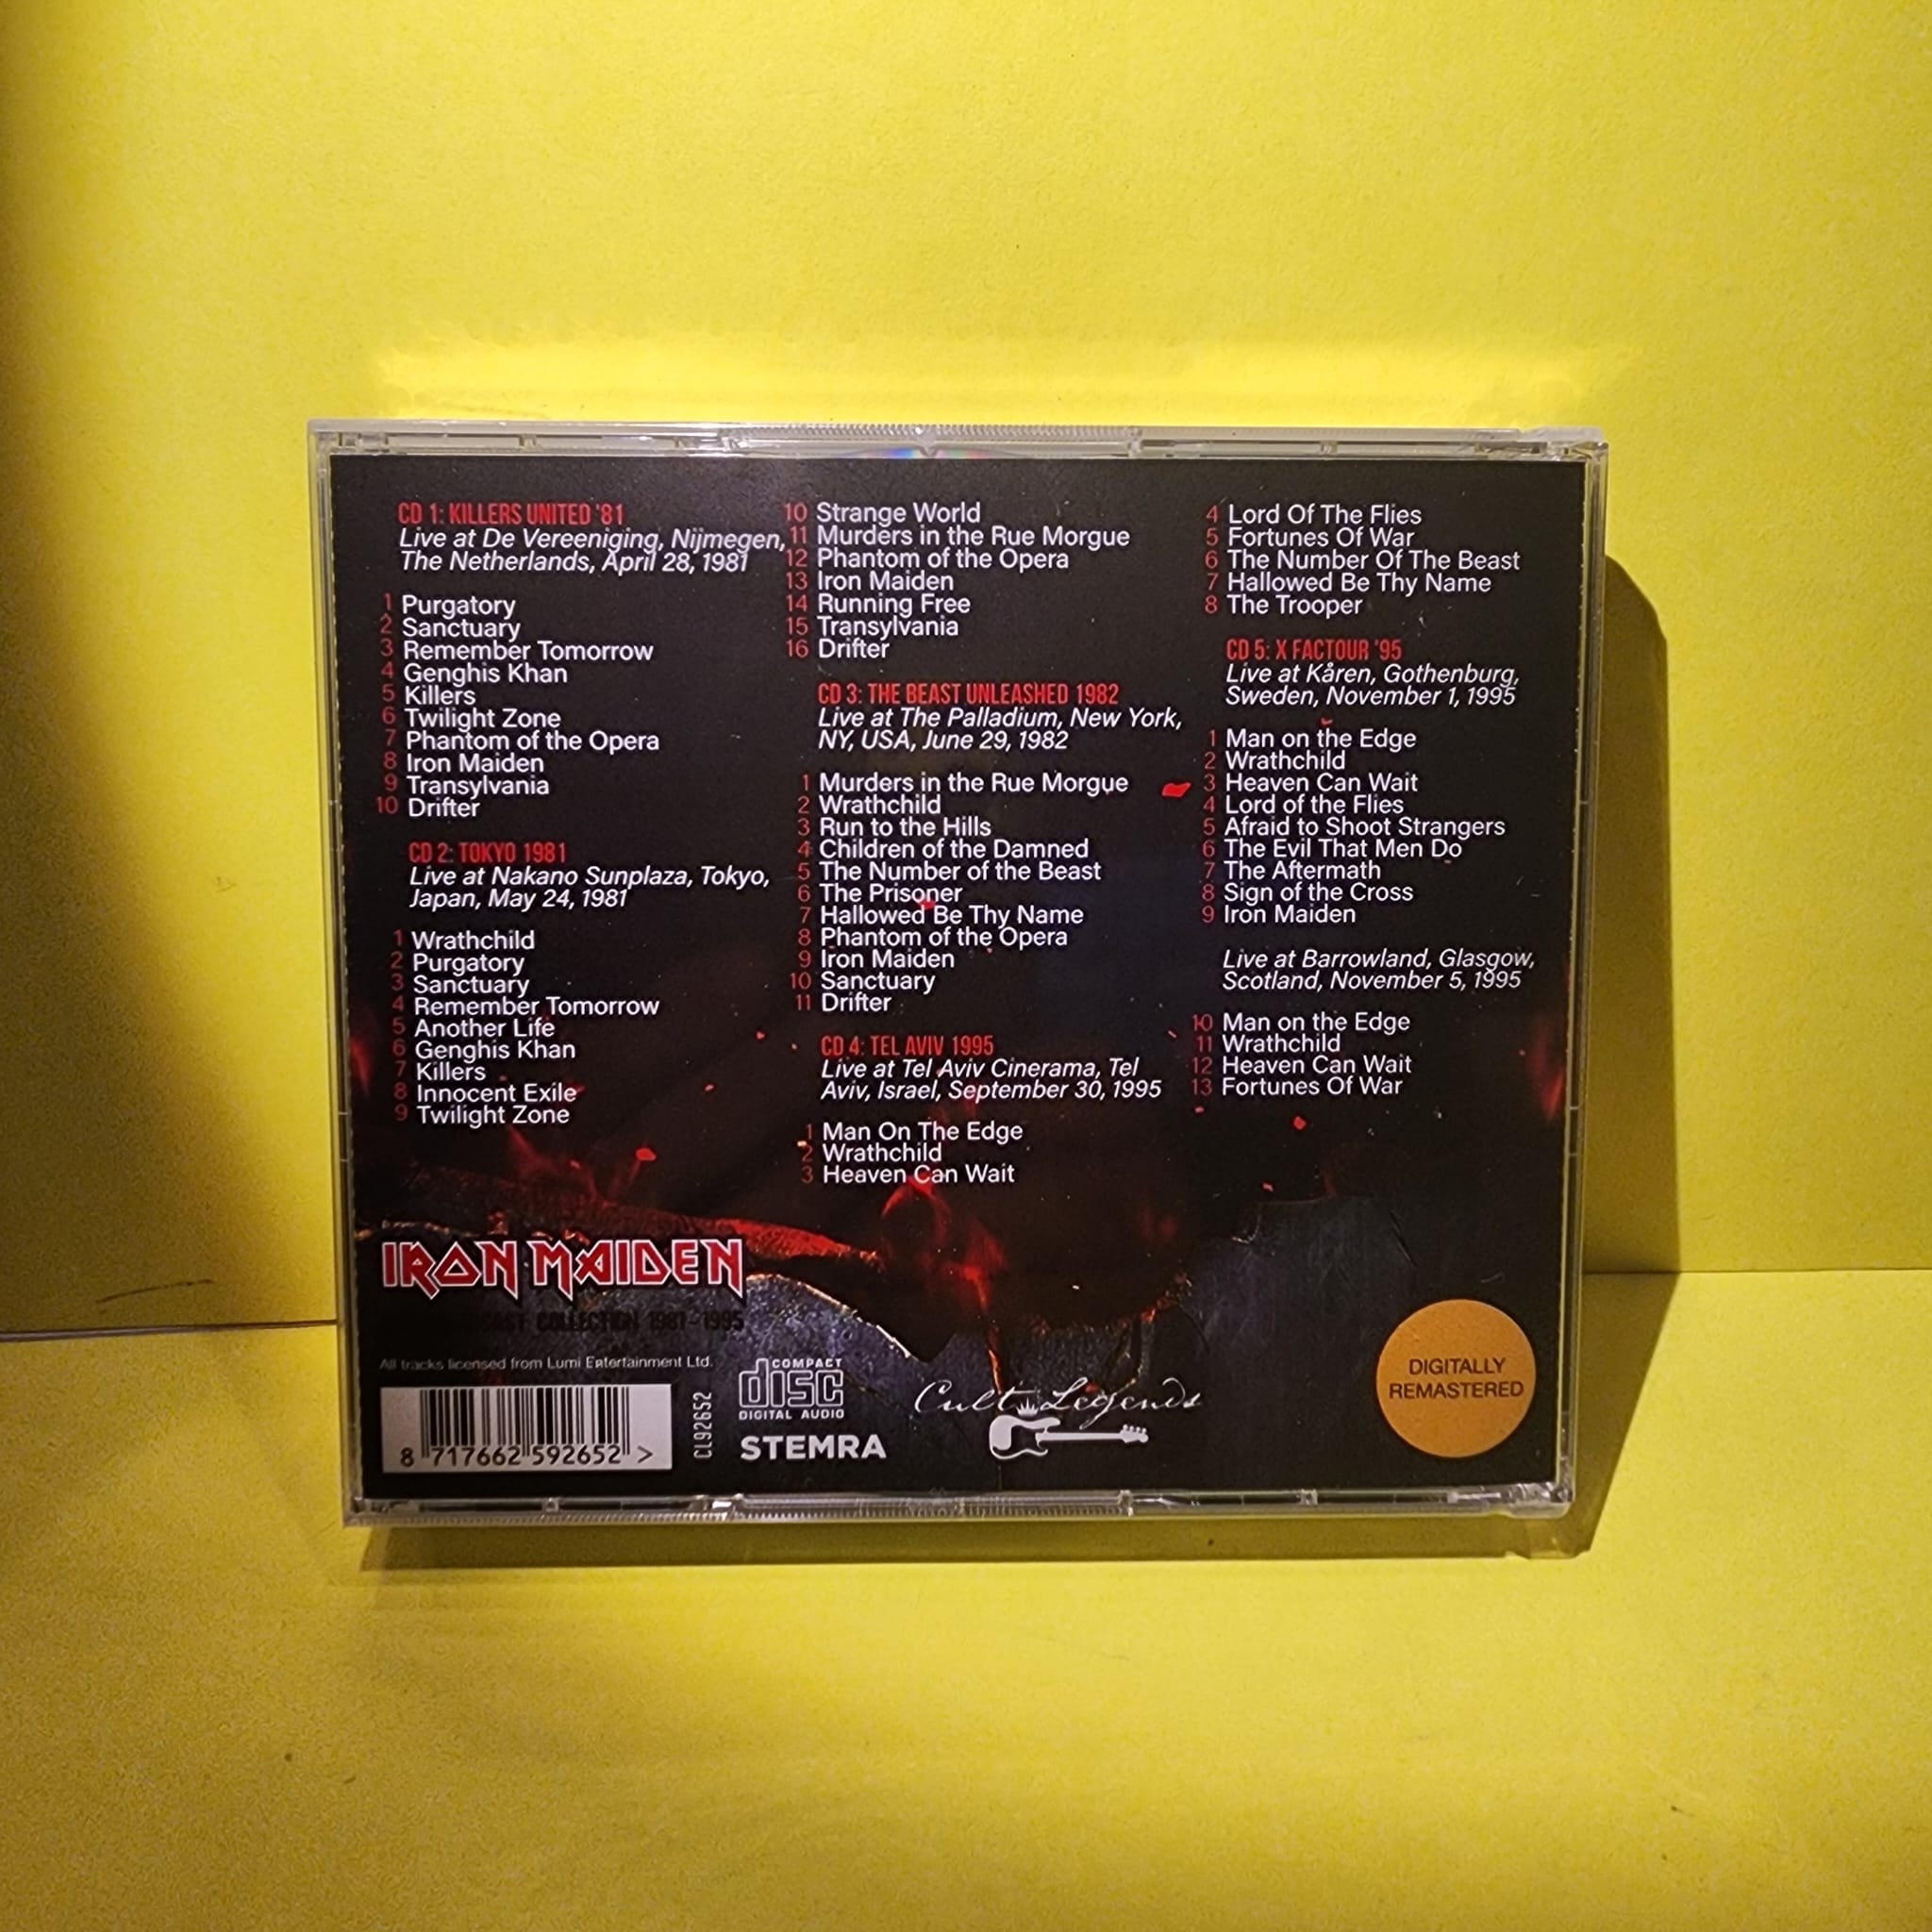 CD 1: KILLERS UNITED '81
Live at De Vereeniging, Nijmegen,
The Netherlands, April 28, 1981
1 Purgatory
2 Sanctuary
3 Remember Tomorrow
4 Genghis Khan
5 Killers
6 Twilight Zone
7 Phantom of the Opera
8 Iron Maiden
9 Transylvania
10 Drifter
CD 2: TOKYO 1981
Live at Nakano Sunplaza, Tokyo,
Japan, May 24, 1981
1 Wrathchild
2 Purgatory
3 Sanctuary
4 Remember Tomorrow
5 Another Life
6 Genghis Khan
7 Killers
8 Innocent Exile
9 Twilight Zone
10 Strange World
11 Murders in the Rue Morgue
12 Phantom of the Opera
13 Iron Maiden
14 Running Free
15 Transylvania
16 Drifter
CD 3: THE BEAST UNLEASHED 1982
Live at The Palladium, New York,
NY, USA, June 29, 1982
1 Murders in the Rue Morgue
2 Wrathchild
3 Run to the Hills
4 Children of the Damned
5 The Number of the Beast
6 The Prisoner
7 Hallowed Be Thy Name
8 Phantom of the Opera
9 Iron Maiden
10 Sanctuary
11 Drifter
CD 4: TEL AVIV 1995
Live at Tel Aviv Cinerama, Tel
Aviv, Israel, September 30, 1995
1 Man On The Edge
2 Wrathchild
3 Heaven Can Wait
4 Lord Of The Flies
5 Fortunes Of War
6 The Number Of The Beast
7 Hallowed Be Thy Name
8 The Trooper
CD 5: X FACTOUR '95
Live at Kåren, Gothenburg,
Sweden, November 1, 1995
1 Man on the Edge
2 Wrathchild
3 Heaven Can Wait
4 Lord of the Flies
5 Afraid to Shoot Strangers
6 The Evil That Men Do
7 The Aftermath
8 Sign of the Cross
9 Iron Maiden
Live at Barrowland, Glasgow,
Scotland, November 5, 1995
10 Man on the Edge
11 Wrathchild
12 Heaven Can Wait
13 Fortunes Of War
IRON MAIDEN
COLLECTION 1981-1995
All tracks licensed from Lumi Entertainment Ltd.
8 717662 592652 >
CL92652
COMPACT
disc
DIGITAL AUDIO
STEMRA
Cult Legends
DIGITALLY
REMASTERED